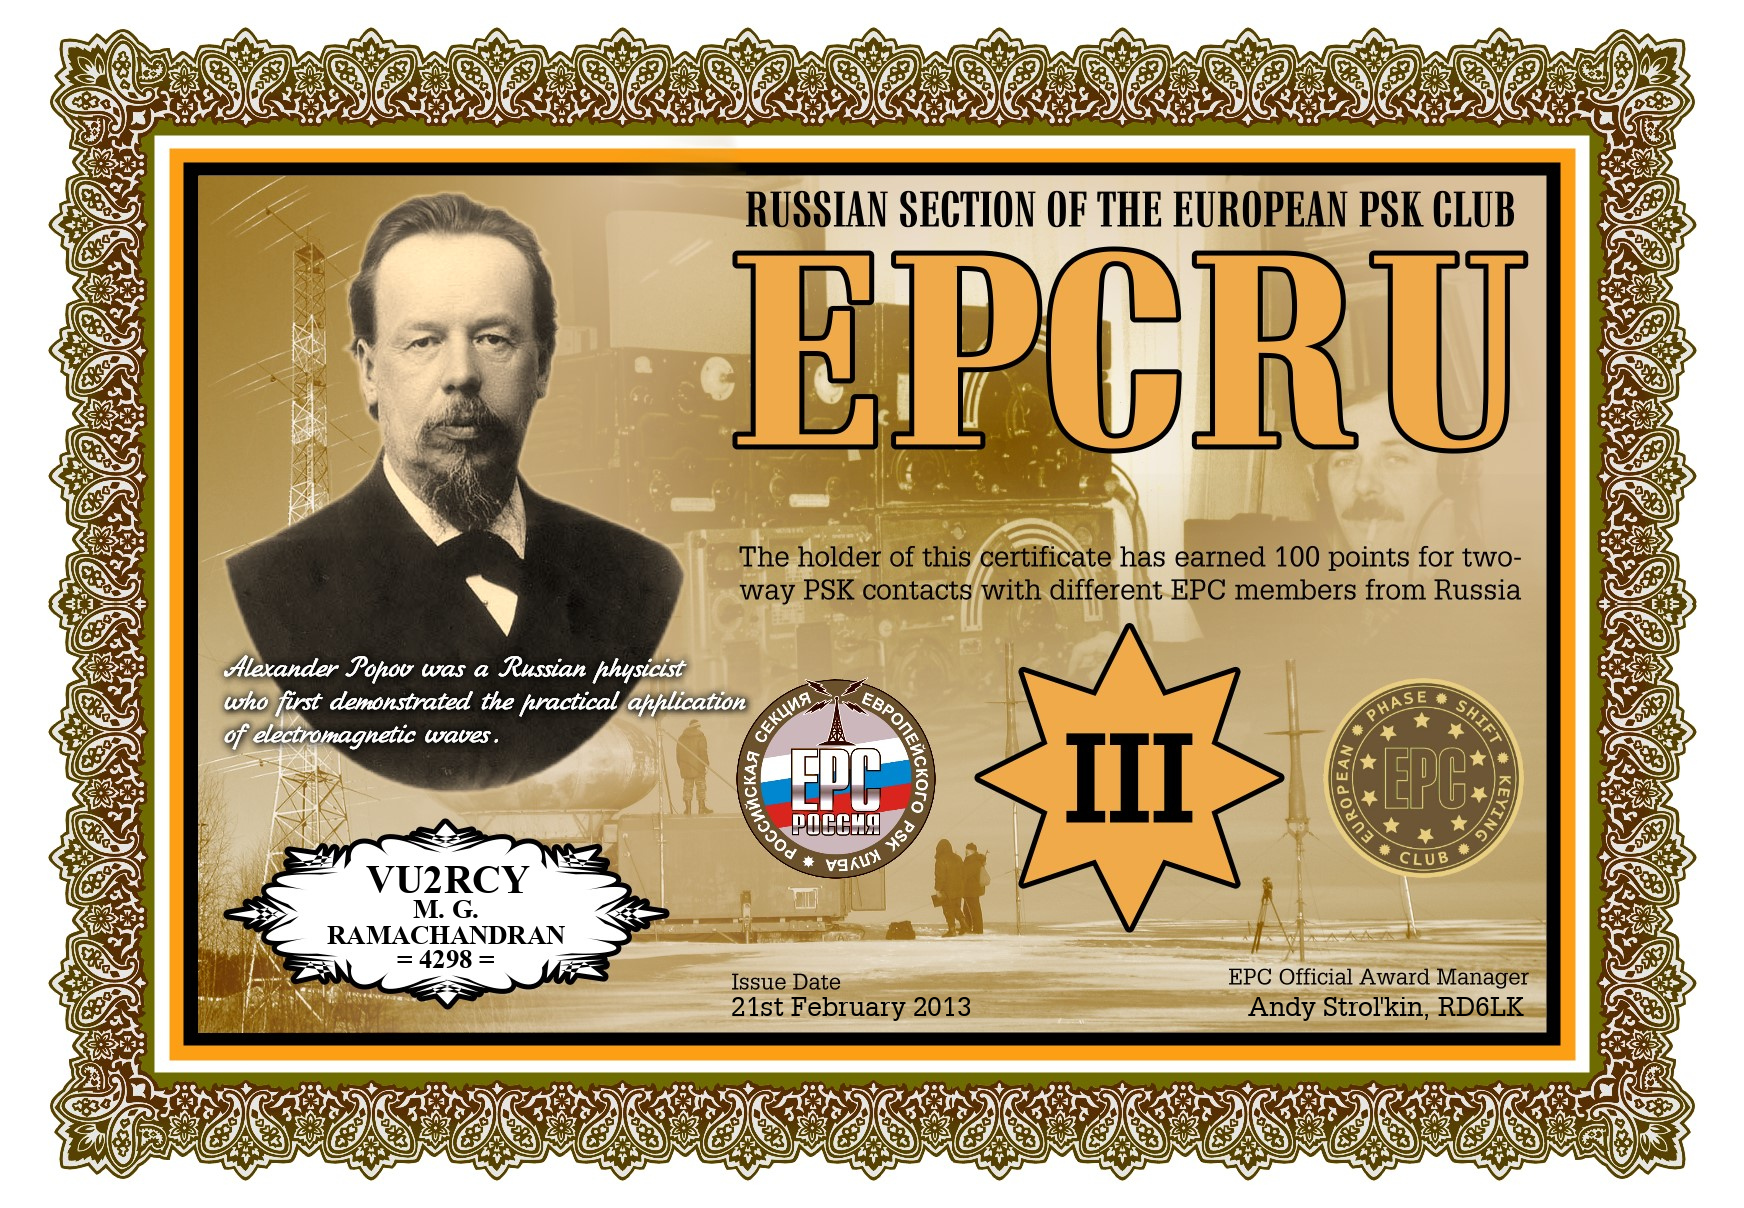 RUSSIAN SECTION OF THE EUROPEAN PSK CLUB
EPCRU
The holder of this certificate has earned 100 points for two-
way PSK contacts with different EPC members from Russia
Alexander Popov was a Russian physicist
who first demonstrated the practical application
of electromagnetic waves.
РОССИЙСКАЯ СЕКЦИЯ ЕВРОПЕЙСКОГО PSK КЛУБА
EPC
РОССИЯ
III
EUROPEAN PHASE SHIFT KEYING CLUB
EPC
VU2RCY
M. G.
RAMACHANDRAN
= 4298 =
Issue Date
21st February 2013
EPC Official Award Manager
Andy Strol'kin, RD6LK